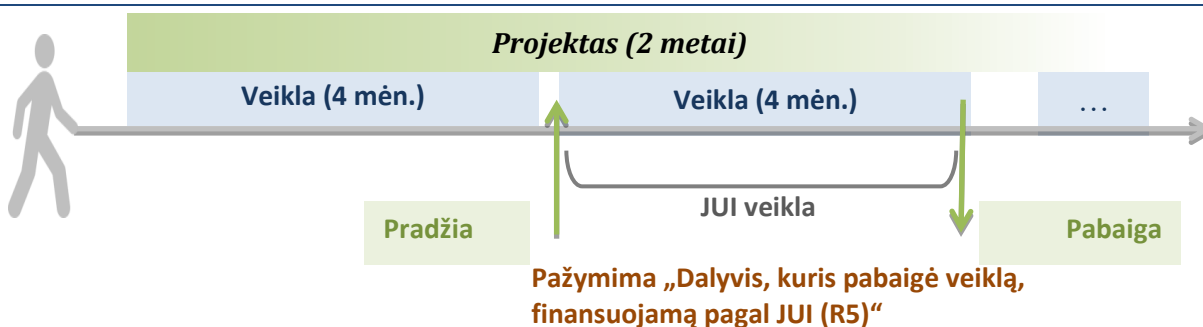 Projektas (2 metai)
Veikla (4 mėn.) Veikla (4 mėn.) ...
JUI veikla
Pradžia Pabaiga
Pažymima „Dalyvis, kuris pabaigė veiklą,
finansuojamą pagal JUI (R5)“